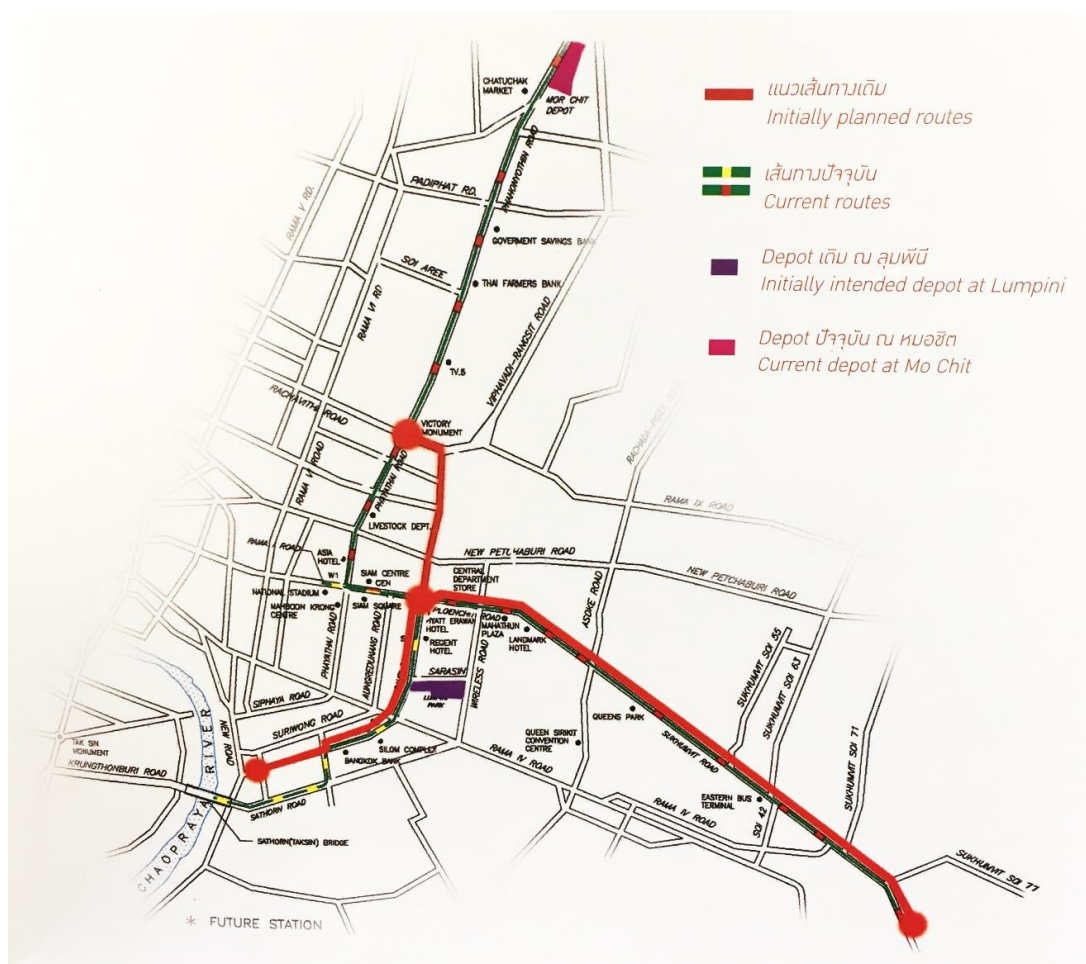 แนวเส้นทางเดิม
Initially planned routes
เส้นทางปัจจุบัน
Current routes
Depot เดิม ณ ลุมพีนี
Initially intended depot at Lumpini
Depot ปัจจุบัน ณ หมอชิต
Current depot at Mo Chit
CHATUCHAK
MARKET
MOR CHIT
DEPOT
PHAHONYOTHIN ROAD
PADIPHAT RD.
RAMA V RD.
GOVERMENT SAVINGS BANK
SOI AREE
THAI FARMERS BANK
RAMA VI RD
VIPHAVADI-RANGSIT ROAD
TV.5
RACHAVITHI ROAD
VICTORY
MONUMENT
RAMA VI ROAD
PHAYATHAI ROAD
RAMA IX ROAD
LIVESTOCK DEPT.
RAMA I ROAD
ASIA
HOTEL
NEW PETCHABURI ROAD
NEW PETCHABURI ROAD
W1
SIAM CENTRE
CEN
CENTRAL
DEPARTMENT
STORE
NATIONAL STADIUM
MAHBOON KRONG
CENTRE
SIAM SQUARE
PLOENCHIT ROAD
HYATT ERAWAN
HOTEL
MAHATHUN
PLAZA
LANDMARK
HOTEL
ASOKE ROAD
REGENT
HOTEL
PHAYATHAI ROAD
SARASIN
WIRELESS ROAD
PARK
SIPHAYA ROAD
SURIWONG ROAD
NEW ROAD
SUKHUMVIT SOI 55
SUKHUMVIT SOI 63
SUKHUMVIT SOI 71
QUEENS PARK
QUEEN SIRIKIT
CONVENTION
CENTRE
SUKHUMVIT ROAD
TAK SIN
MONUMENT
KRUNGTHONBURI ROAD
SILOM COMPLEX
BANGKOK BANK
RAMA IV ROAD
RAMA IV ROAD
EASTERN BUS
TERMINAL
SOI 42
SATHORN ROAD
SATHORN(TAKSIN) BRIDGE
CHAOPRAYA RIVER
SUKHUMVIT SOI 77
* FUTURE STATION